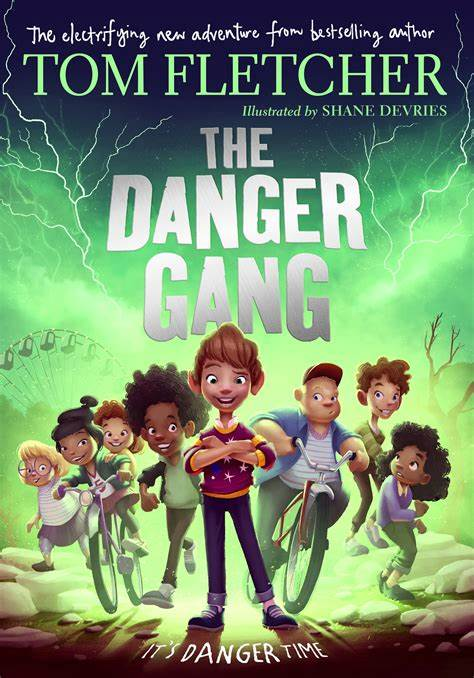 The electrifying new adventure from bestselling author
TOM FLETCHER
Illustrated by SHANE DEVRIES
THE
DANGER
GANG
IT'S DANGER TIME